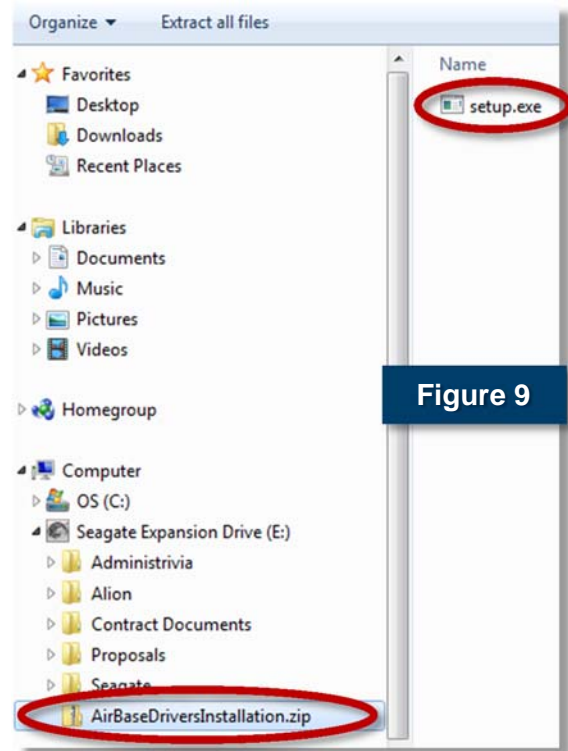 Organize Extract all files
Favorites
Desktop
Downloads
Recent Places
Libraries
Documents
Music
Pictures
Videos
Homegroup
Computer
OS (C:)
Seagate Expansion Drive (E:)
Administrivia
Alion
Contract Documents
Proposals
Seagate
AirBaseDriversInstallation.zip
Name
setup.exe
Figure 9